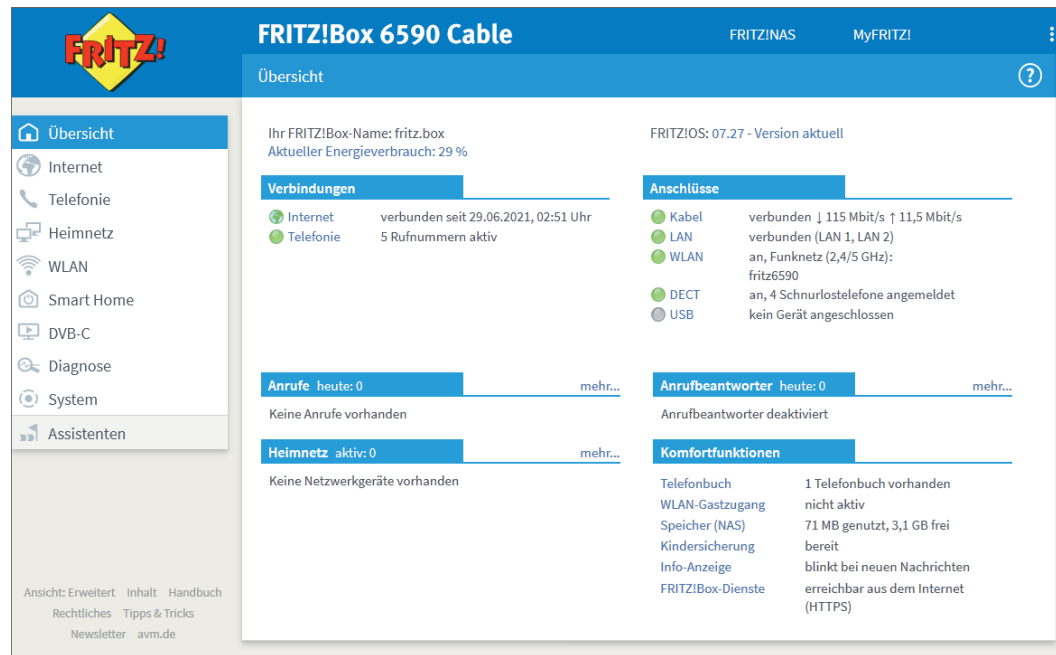 FRITZ!
FRITZ!Box 6590 Cable
FRITZ!NAS MyFRITZ!
Übersicht ?
Übersicht
Internet
Telefonie
Heimnetz
WLAN
Smart Home
DVB-C
Diagnose
System
Assistenten
Ansicht: Erweitert Inhalt Handbuch
Rechtliches Tipps & Tricks
Newsletter avm.de
Ihr FRITZ!Box-Name: fritz.box
Aktueller Energieverbrauch: 29 %
FRITZ!OS: 07.27 - Version aktuell
Verbindungen
Internet verbunden seit 29.06.2021, 02:51 Uhr
Telefonie 5 Rufnummern aktiv
Anschlüsse
Kabel verbunden ↓ 115 Mbit/s ↑ 11,5 Mbit/s
LAN verbunden (LAN 1, LAN 2)
WLAN an, Funknetz (2,4/5 GHz):
fritz6590
DECT an, 4 Schnurlostelefone angemeldet
USB kein Gerät angeschlossen
Anrufe heute: 0 mehr...
Keine Anrufe vorhanden
Anrufbeantworter heute: 0 mehr...
Anrufbeantworter deaktiviert
Heimnetz aktiv: 0 mehr...
Keine Netzwerkgeräte vorhanden
Komfortfunktionen
Telefonbuch 1 Telefonbuch vorhanden
WLAN-Gastzugang nicht aktiv
Speicher (NAS) 71 MB genutzt, 3,1 GB frei
Kindersicherung bereit
Info-Anzeige blinkt bei neuen Nachrichten
FRITZ!Box-Dienste erreichbar aus dem Internet
(HTTPS)